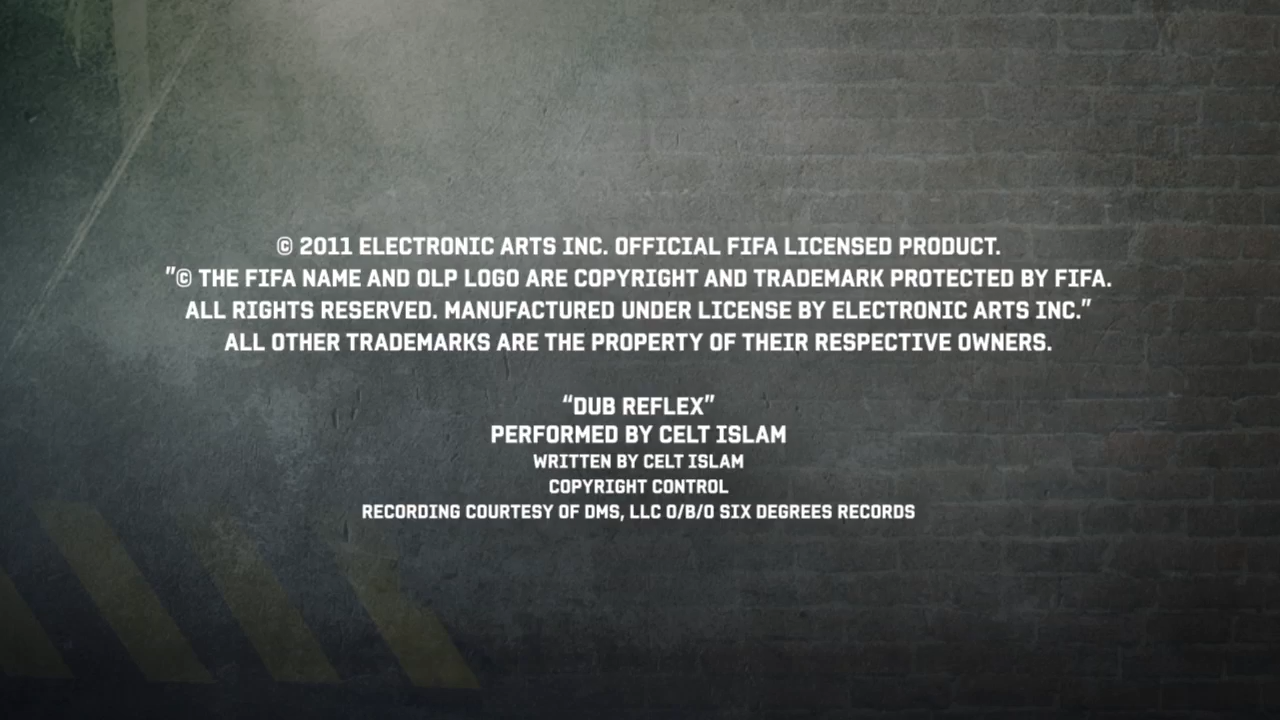 © 2011 ELECTRONIC ARTS INC. OFFICIAL FIFA LICENSED PRODUCT.
"© THE FIFA NAME AND OLP LOGO ARE COPYRIGHT AND TRADEMARK PROTECTED BY FIFA.
ALL RIGHTS RESERVED. MANUFACTURED UNDER LICENSE BY ELECTRONIC ARTS INC."
ALL OTHER TRADEMARKS ARE THE PROPERTY OF THEIR RESPECTIVE OWNERS.
“DUB REFLEX”
PERFORMED BY CELT ISLAM
WRITTEN BY CELT ISLAM
COPYRIGHT CONTROL
RECORDING COURTESY OF DMS, LLC O/B/O SIX DEGREES RECORDS